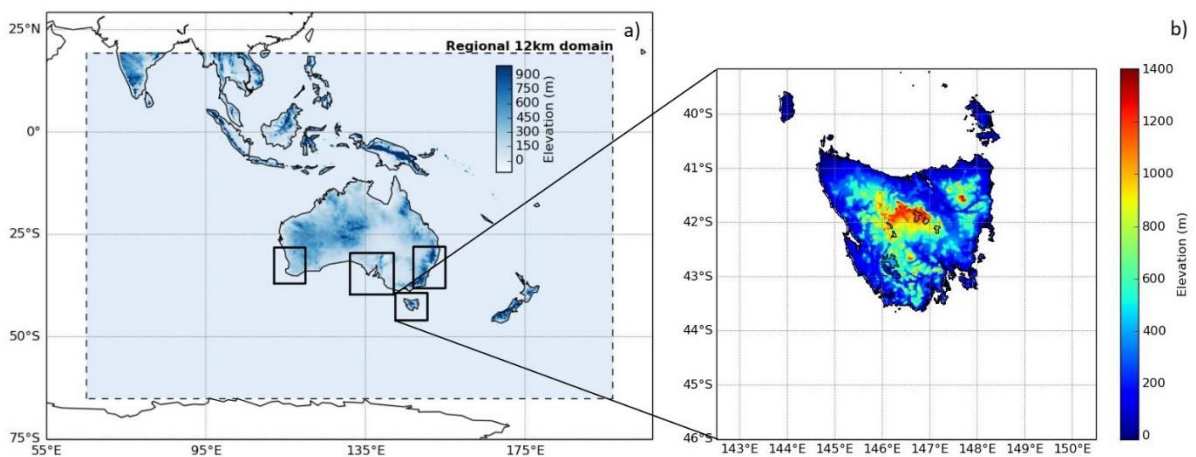 a)
Regional 12km domain
25°N
0°
25°S
50°S
75°S
55°E
95°E
135°E
175°E
900
750
600
450
300
150
0
Elevation (m)
b)
40°S
41°S
42°S
43°S
44°S
45°S
46°S
143°E
144°E
145°E
146°E
147°E
148°E
149°E
150°E
1400
1200
1000
800
600
400
200
0
Elevation (m)